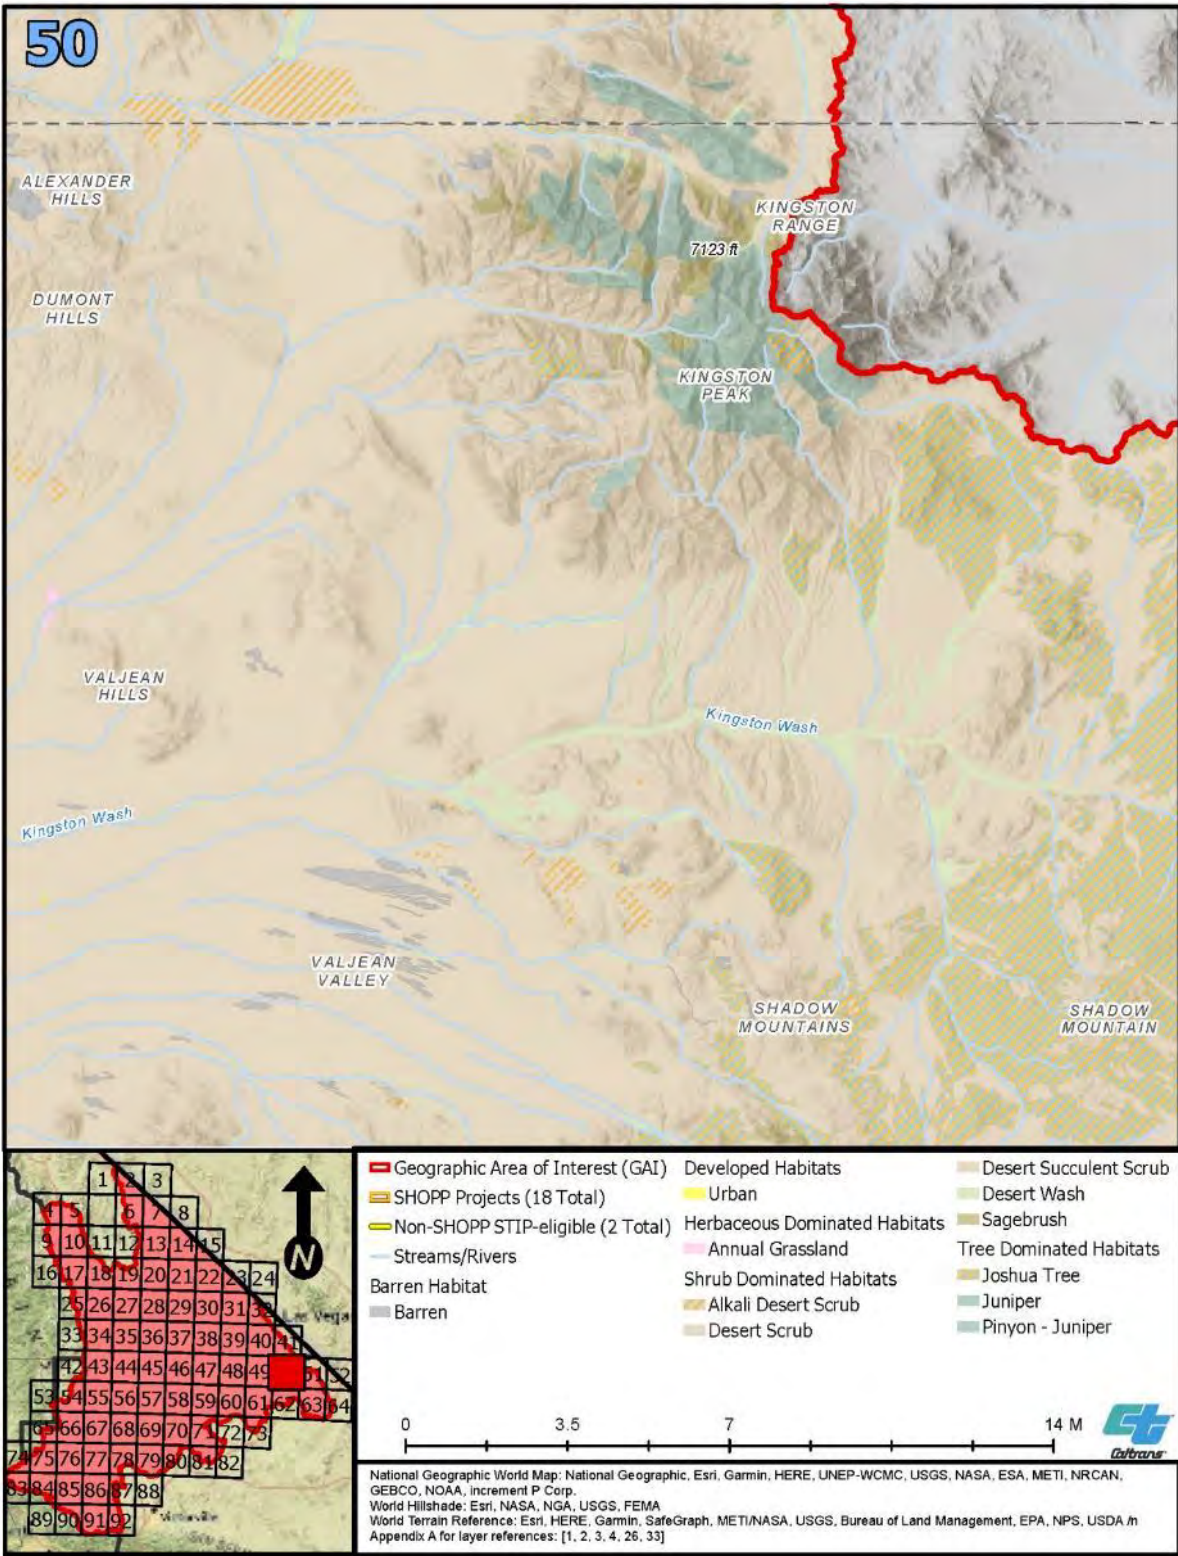 50
ALEXANDER
HILLS
KINGSTON
RANGE
7123 ft
DUMONT
HILLS
KINGSTON
PEAK
VALJEAN
HILLS
Kingston Wash
Kingston Wash
VALJEAN
VALLEY
SHADOW
MOUNTAINS
SHADOW
MOUNTAIN
1 2 3
4 5 6 7 8
9 10 11 12 13 14 15
16 17 18 19 20 21 22 23 24
25 26 27 28 29 30 31 32
Las Vegas
33 34 35 36 37 38 39 40 41
42 43 44 45 46 47 48 49 51 52
53 54 55 56 57 58 59 60 61 62 63 64
65 66 67 68 69 70 71 72 73
74 75 76 77 78 79 80 81 82
83 84 85 86 87 88
89 90 91 92
N
Geographic Area of Interest (GAI)
SHOPP Projects (18 Total)
Non-SHOPP STIP-eligible (2 Total)
Streams/Rivers
Barren Habitat
Barren
Developed Habitats
Urban
Herbaceous Dominated Habitats
Annual Grassland
Shrub Dominated Habitats
Alkali Desert Scrub
Desert Scrub
Desert Succulent Scrub
Desert Wash
Sagebrush
Tree Dominated Habitats
Joshua Tree
Juniper
Pinyon - Juniper
0 3.5 7 14 M
Caltrans
National Geographic World Map: National Geographic, Esri, Garmin, HERE, UNEP-WCMC, USGS, NASA, ESA, METI, NRCAN,
GEBCO, NOAA, increment P Corp.
World Hillshade: Esri, NASA, NGA, USGS, FEMA
World Terrain Reference: Esri, HERE, Garmin, SafeGraph, METI/NASA, USGS, Bureau of Land Management, EPA, NPS, USDA /n
Appendix A for layer references: [1, 2, 3, 4, 26, 33]